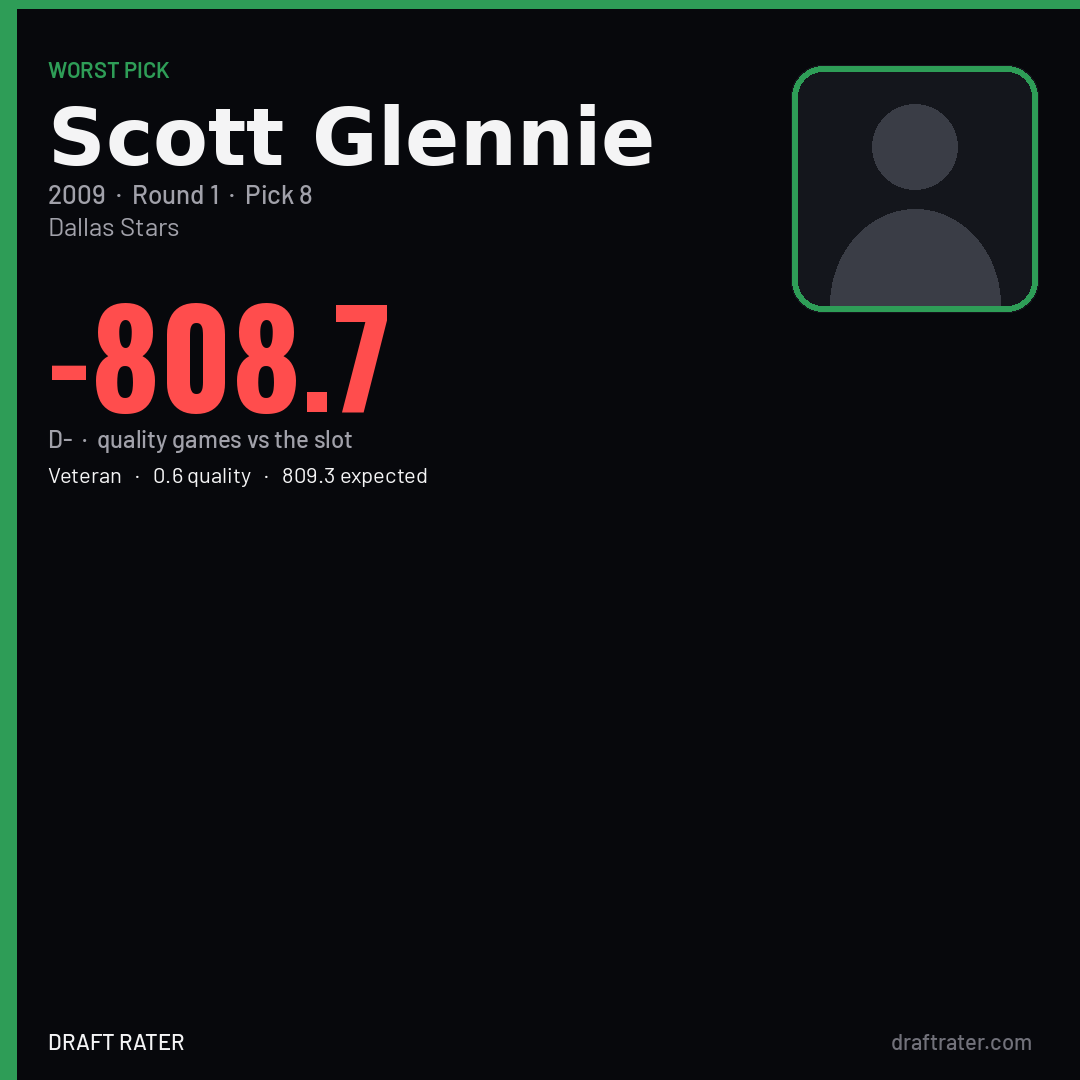 WORST PICK
Scott Glennie
2009 · Round 1 · Pick 8
Dallas Stars
-808.7
D- · quality games vs the slot
Veteran · 0.6 quality · 809.3 expected
DRAFT RATER
draftrater.com